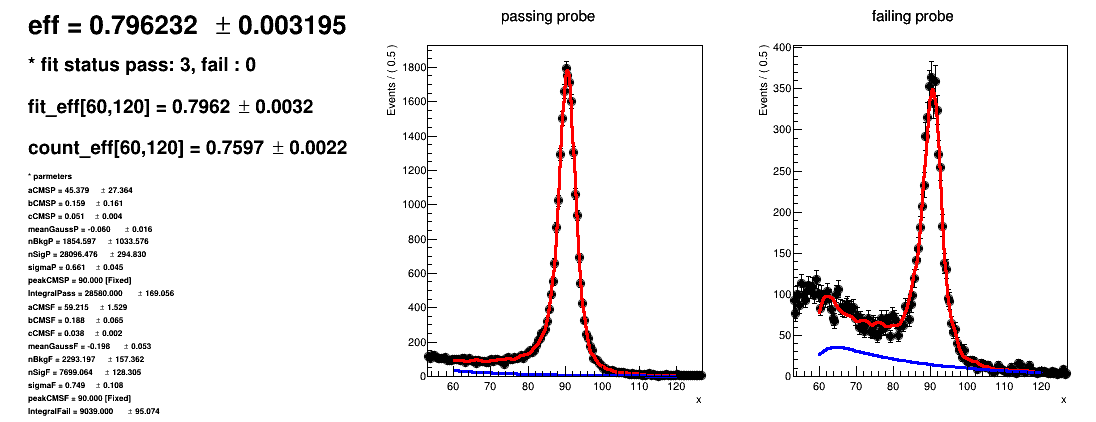 eff = 0.796232 ± 0.003195
* fit status pass: 3, fail : 0
fit_eff[60,120] = 0.7962 ± 0.0032
count_eff[60,120] = 0.7597 ± 0.0022
* parmeters
aCMSP = 45.379 ± 27.364
bCMSP = 0.159 ± 0.161
cCMSP = 0.051 ± 0.004
meanGaussP = -0.060 ± 0.016
nBkgP = 1854.597 ± 1033.576
nSigP = 28096.476 ± 294.830
sigmaP = 0.661 ± 0.045
peakCMSP = 90.000 [Fixed]
IntegralPass = 28580.000 ± 169.056
aCMSF = 59.215 ± 1.529
bCMSF = 0.188 ± 0.065
cCMSF = 0.038 ± 0.002
meanGaussF = -0.198 ± 0.053
nBkgF = 2293.197 ± 157.362
nSigF = 7699.064 ± 128.305
sigmaF = 0.749 ± 0.108
peakCMSF = 90.000 [Fixed]
IntegralFail = 9039.000 ± 95.074
passing probe
Events / ( 0.5 )
1800
1600
1400
1200
1000
800
600
400
200
0
60 70 80 90 100 110 120
x
failing probe
Events / ( 0.5 )
400
350
300
250
200
150
100
50
0
60 70 80 90 100 110 120
x